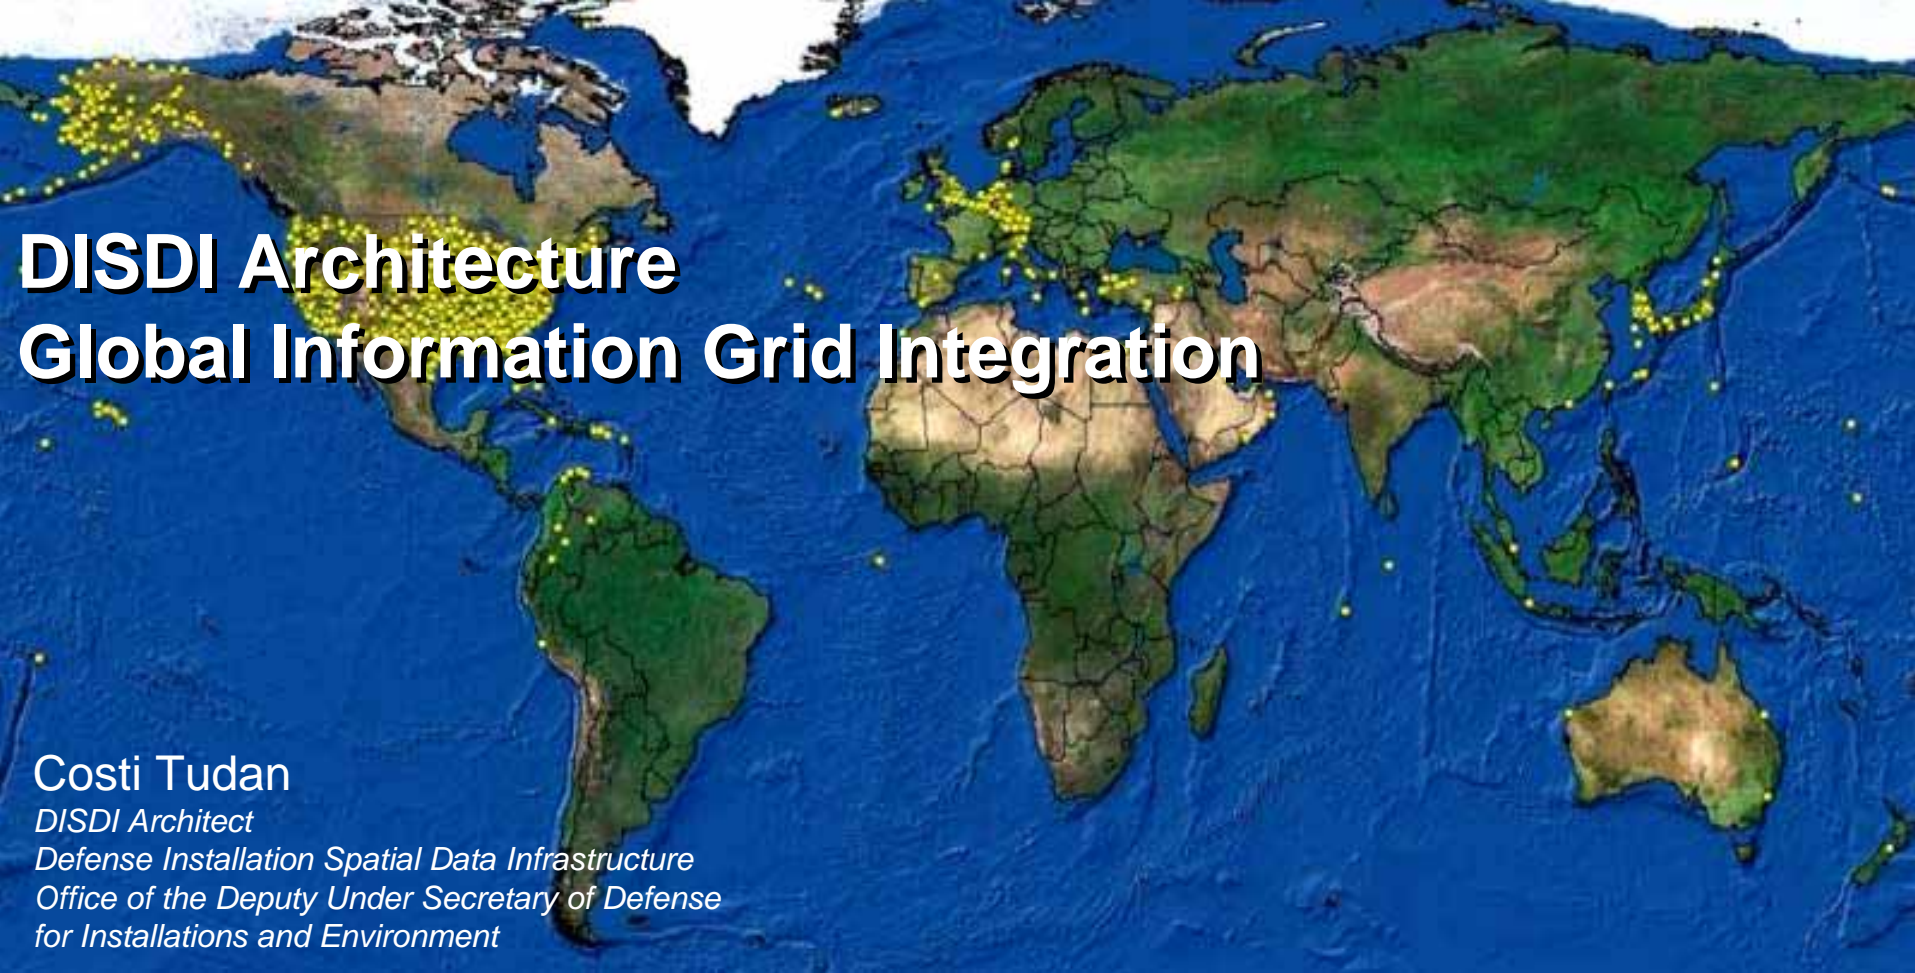 DISDI Architecture
Global Information Grid Integration
Costi Tudan
DISDI Architect
Defense Installation Spatial Data Infrastructure
Office of the Deputy Under Secretary of Defense
for Installations and Environment